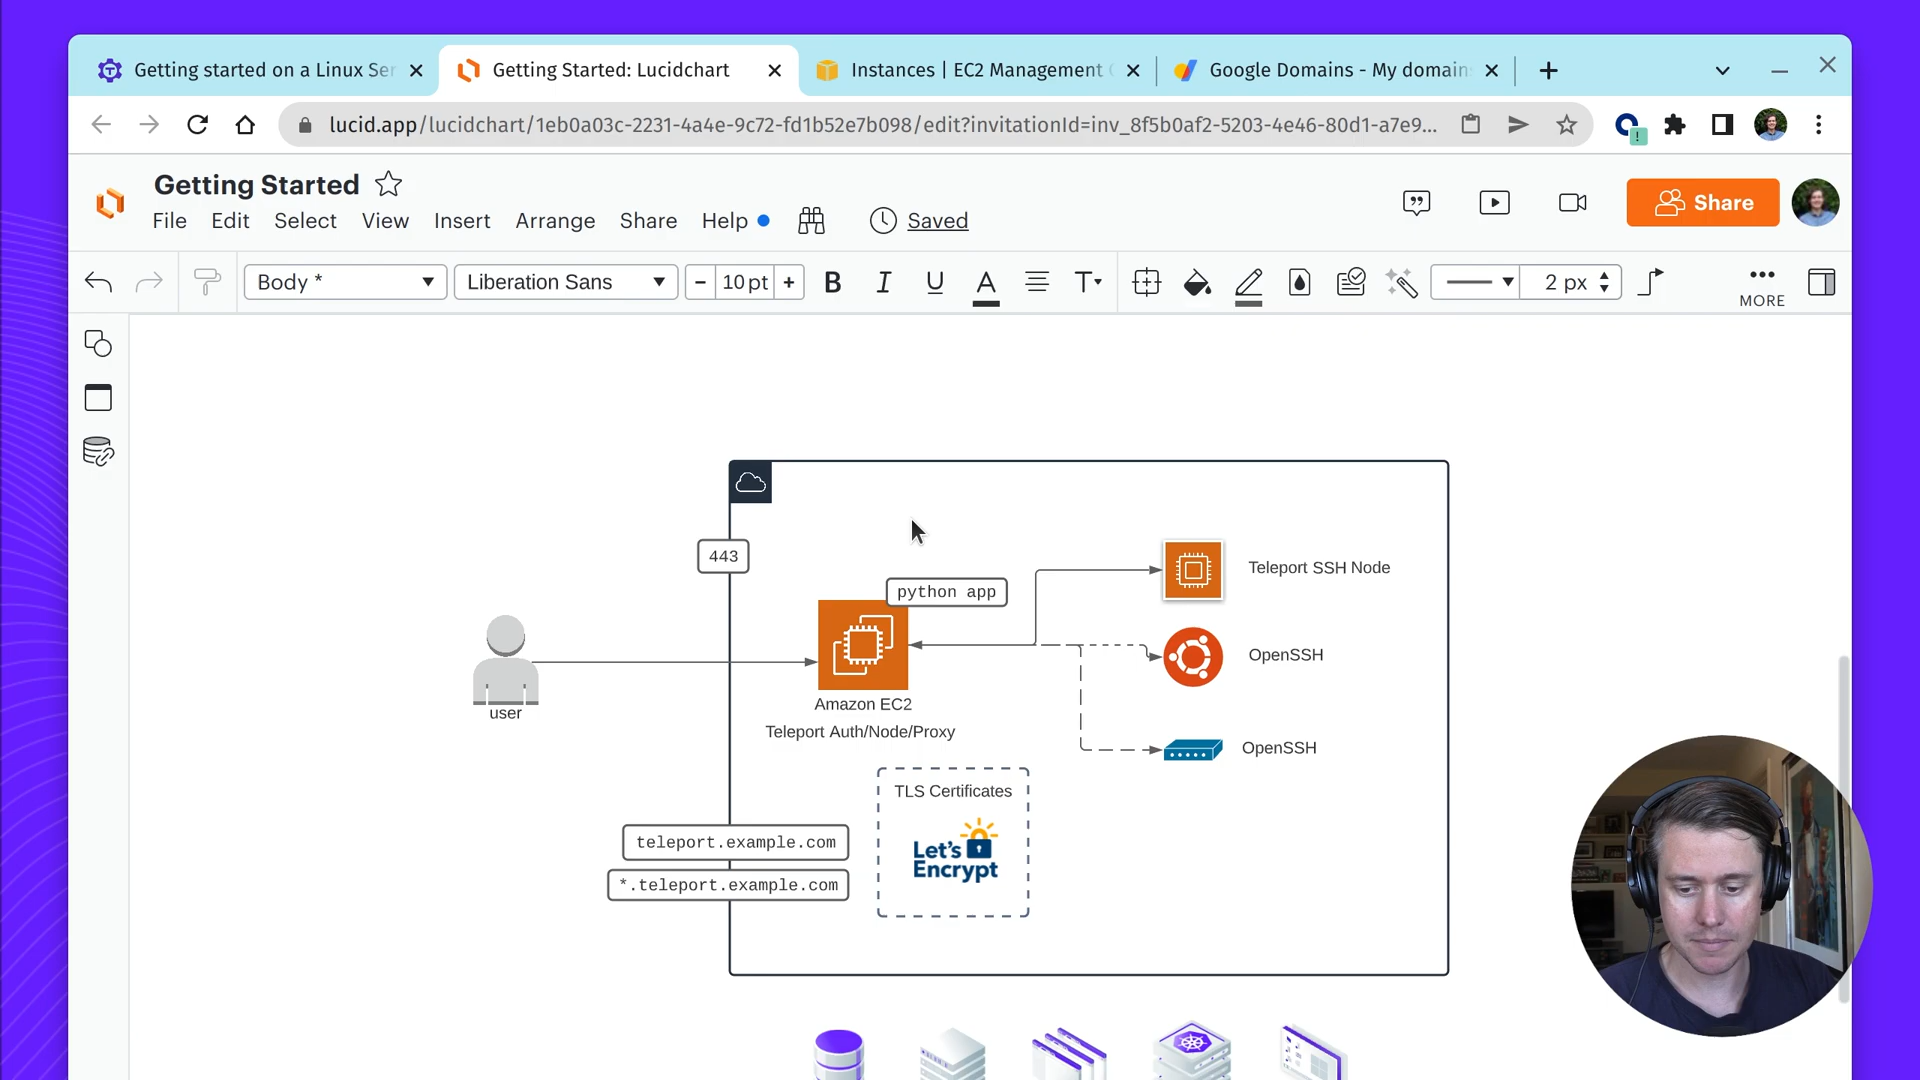 Getting started on a Linux Ser
Getting Started: Lucidchart
Instances | EC2 Management C
Google Domains - My domain
lucid.app/lucidchart/1eb0a03c-2231-4a4e-9c72-fd1b52e7b098/edit?invitationId=inv_8f5b0af2-5203-4e46-80d1-a7e9...
Getting Started
File Edit Select View Insert Arrange Share Help Saved
Share
Body *
Liberation Sans
− 10 pt +
B I U A T
2 px
MORE
443
python app
Teleport SSH Node
OpenSSH
user
Amazon EC2
Teleport Auth/Node/Proxy
OpenSSH
TLS Certificates
teleport.example.com
Let's
Encrypt
*.teleport.example.com